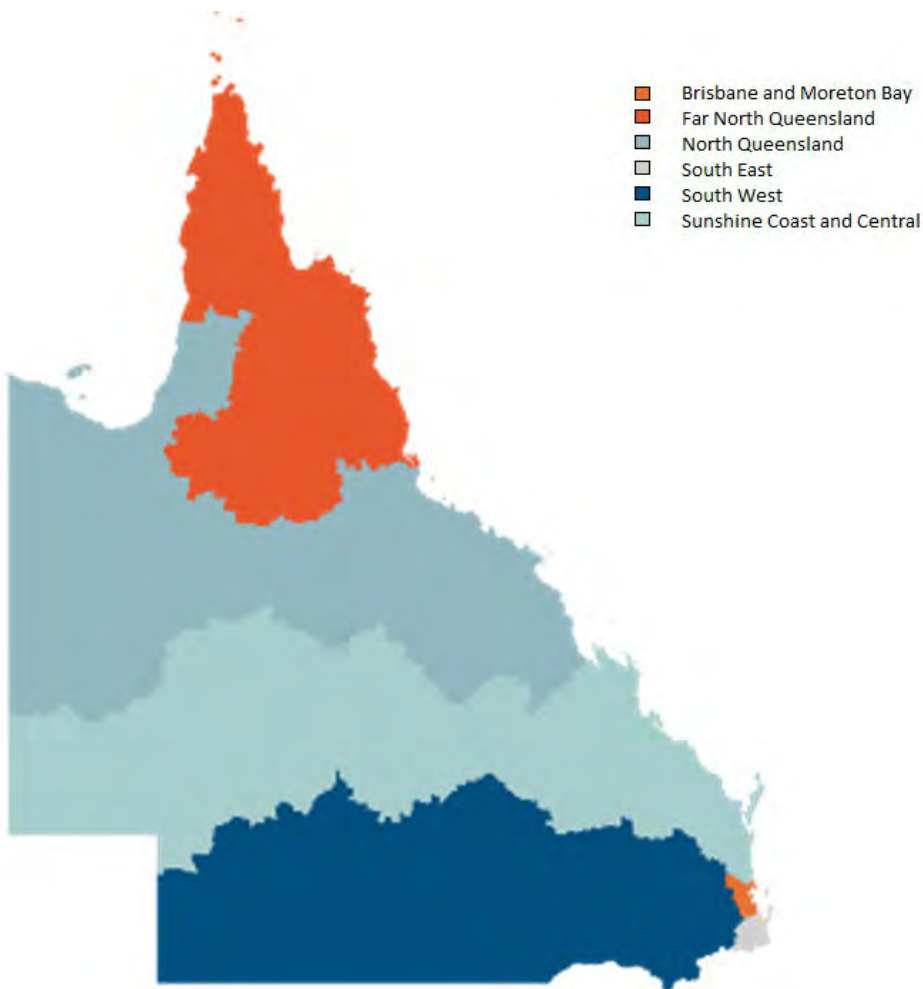 Brisbane and Moreton Bay
Far North Queensland
North Queensland
South East
South West
Sunshine Coast and Central